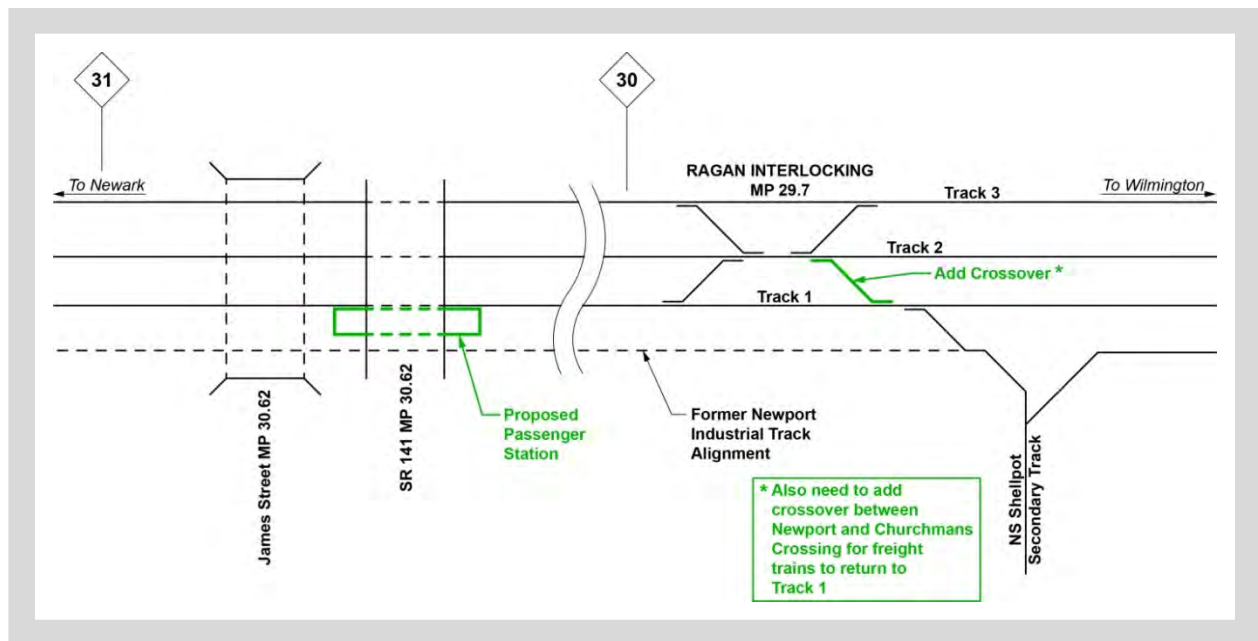 31
30
To Newark
RAGAN INTERLOCKING
MP 29.7
Track 3
To Wilmington
Track 2
Add Crossover *
Track 1
James Street MP 30.62
SR 141 MP 30.62
Proposed
Passenger
Station
Former Newport
Industrial Track
Alignment
* Also need to add
crossover between
Newport and Churchmans
Crossing for freight
trains to return to
Track 1
NS Shellpot
Secondary Track